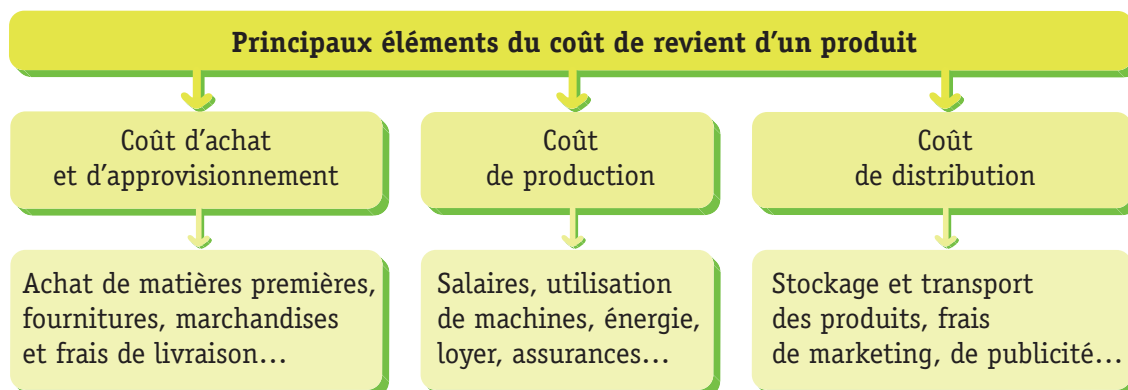 Principaux éléments du coût de revient d'un produit
Coût d'achat
et d'approvisionnement
Coût
de production
Coût
de distribution
Achat de matières premières,
fournitures, marchandises
et frais de livraison…
Salaires, utilisation
de machines, énergie,
loyer, assurances…
Stockage et transport
des produits, frais
de marketing, de publicité…